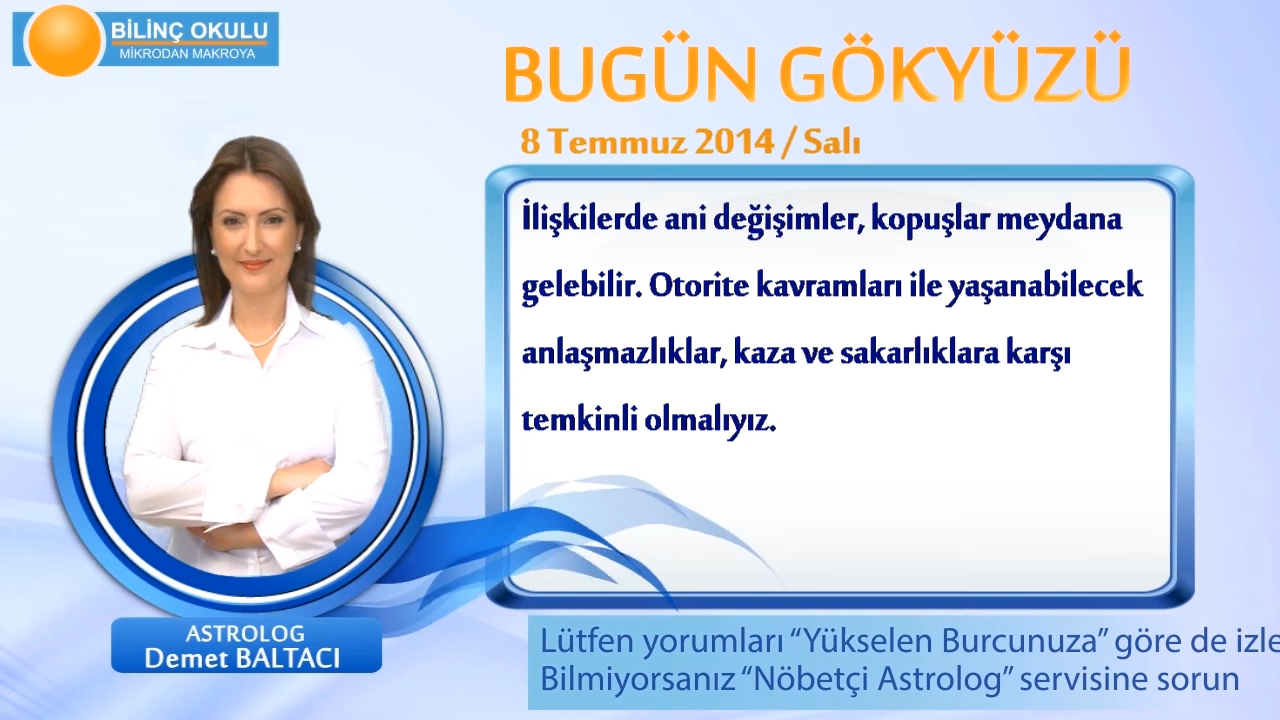 BİLİNÇ OKULU
MİKRODAN MAKROYA
BUGÜN GÖKYÜZÜ
8 Temmuz 2014 / Salı
İlişkilerde ani değişimler, kopuşlar meydana
gelebilir. Otorite kavramları ile yaşanabilecek
anlaşmazlıklar, kaza ve sakarlıklara karşı
temkinli olmalıyız.
ASTROLOG
Demet BALTACI
Lütfen yorumları “Yükselen Burcunuza” göre de izle
Bilmiyorsanız “Nöbetçi Astrolog” servisine sorun